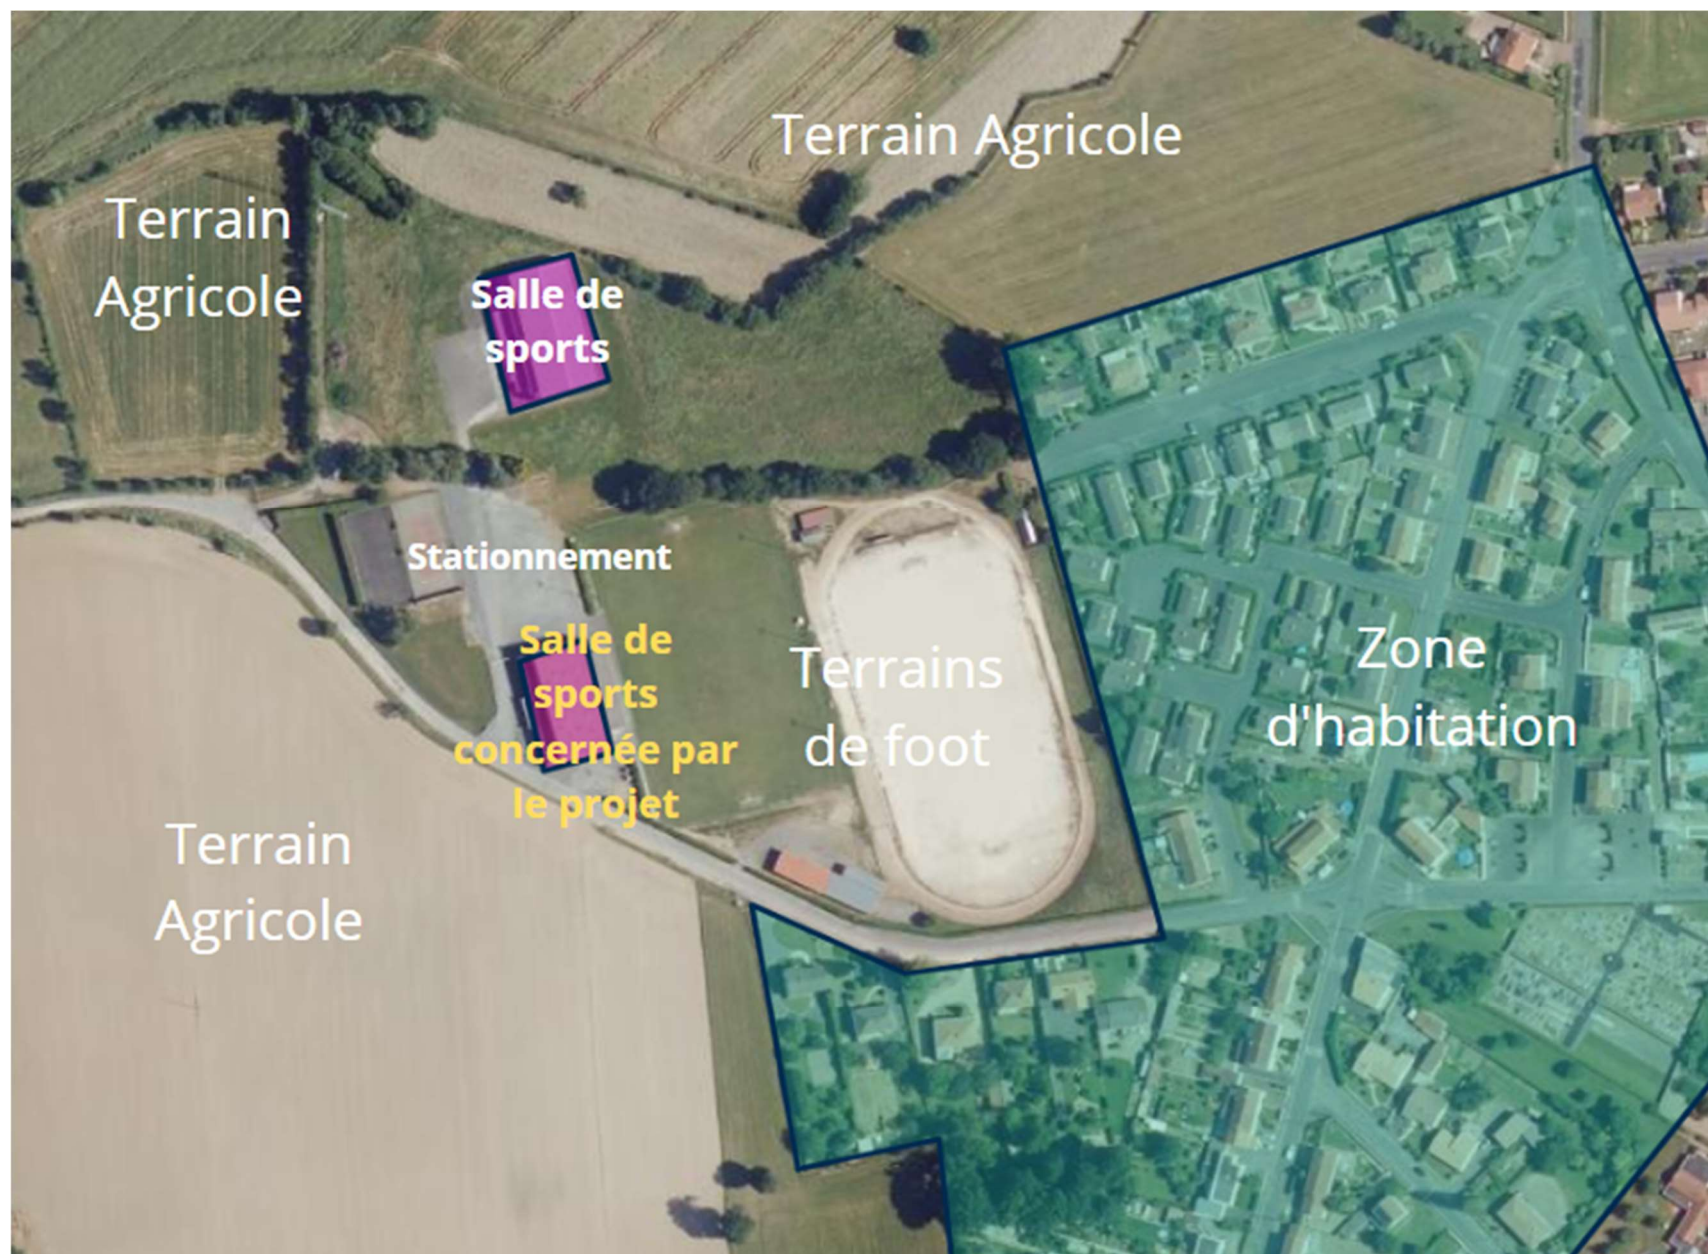 Terrain Agricole
Terrain
Agricole
Salle de
sports
Stationnement
Salle de
sports
concernée par
le projet
Terrains
de foot
Zone
d'habitation
Terrain
Agricole